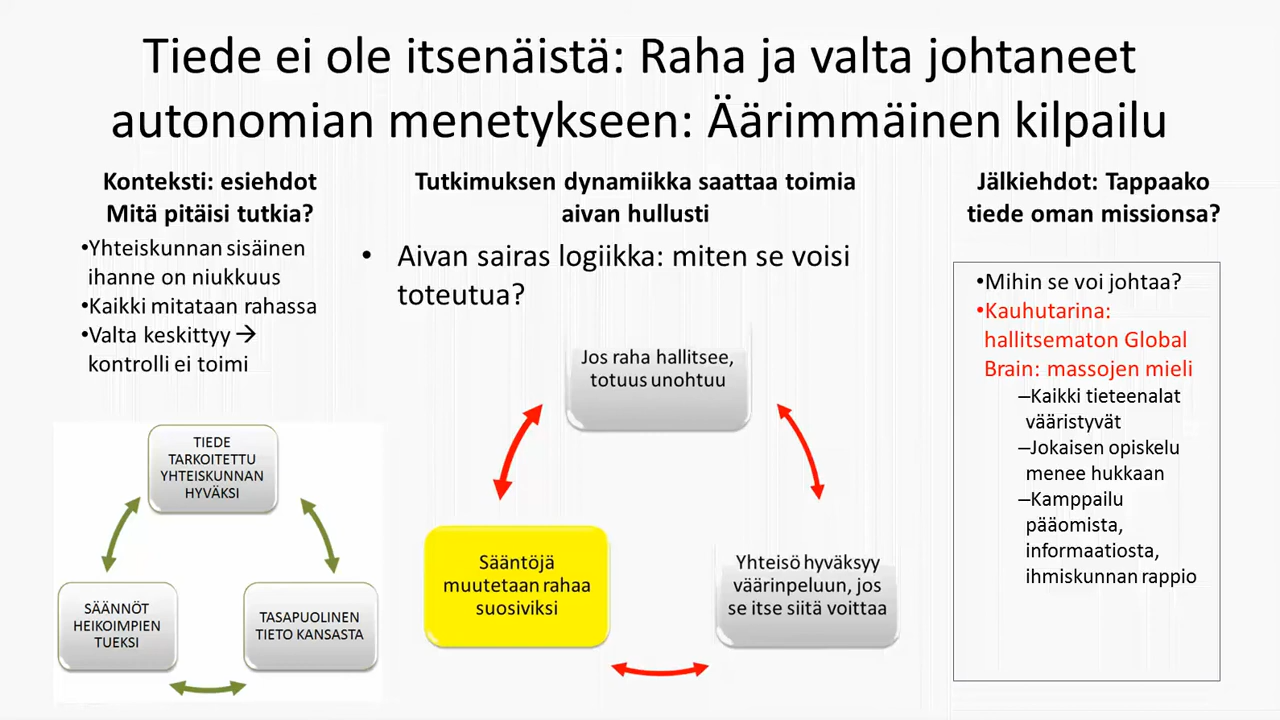 Tiede ei ole itsenäistä: Raha ja valta johtaneet
autonomian menetykseen: Äärimmäinen kilpailu
Konteksti: esiehdot
Mitä pitäisi tutkia?
•Yhteiskunnan sisäinen
ihanne on niukkuus
•Kaikki mitataan rahassa
•Valta keskittyy →
kontrolli ei toimi
TIEDE
TARKOITETTU
YHTEISKUNNAN
HYVÄKSI
SÄÄNNÖT
HEIKOIMPIEN
TUEKSI
TASAPUOLINEN
TIETO KANSASTA
Tutkimuksen dynamiikka saattaa toimia
aivan hullusti
• Aivan sairas logiikka: miten se voisi
toteutua?
Jos raha hallitsee,
totuus unohtuu
Sääntöjä
muutetaan rahaa
suosiviksi
Yhteisö hyväksyy
väärinpeluun, jos
se itse siitä voittaa
Jälkiehdot: Tappaako
tiede oman missionsa?
•Mihin se voi johtaa?
•Kauhutarina:
hallitsematon Global
Brain: massojen mieli
–Kaikki tieteenalat
vääristyvät
–Jokaisen opiskelu
menee hukkaan
–Kamppailu
pääomista,
informaatiosta,
ihmiskunnan rappio